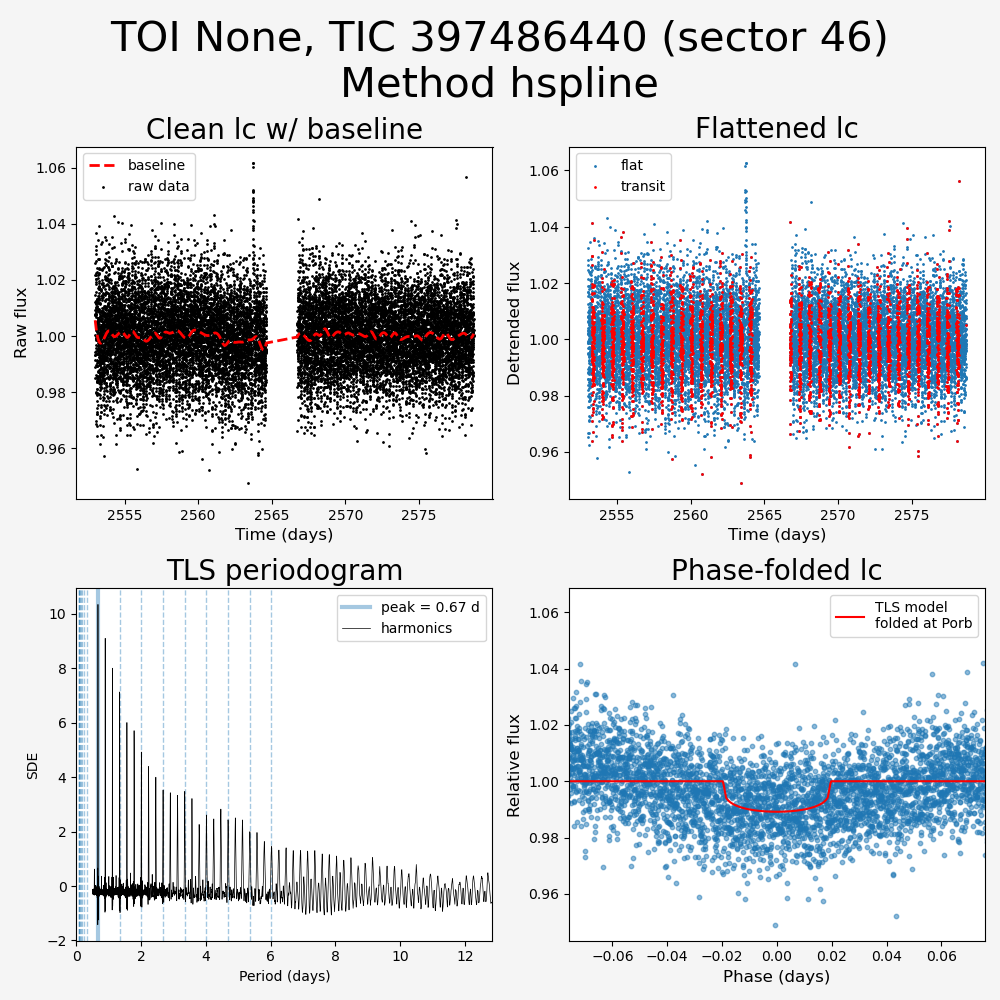 TOI None, TIC 397486440 (sector 46)
Method hspline
Clean lc w/ baseline
baseline
raw data
1.06
1.04
1.02
1.00
0.98
0.96
Raw flux
2555 2560 2565 2570 2575
Time (days)
Flattened lc
flat
transit
1.06
1.04
1.02
1.00
0.98
0.96
Detrended flux
2555 2560 2565 2570 2575
Time (days)
TLS periodogram
peak = 0.67 d
harmonics
10
8
6
4
2
0
−2
SDE
0 2 4 6 8 10 12
Period (days)
Phase-folded lc
TLS model
folded at Porb
1.06
1.04
1.02
1.00
0.98
0.96
Relative flux
−0.06 −0.04 −0.02 0.00 0.02 0.04 0.06
Phase (days)